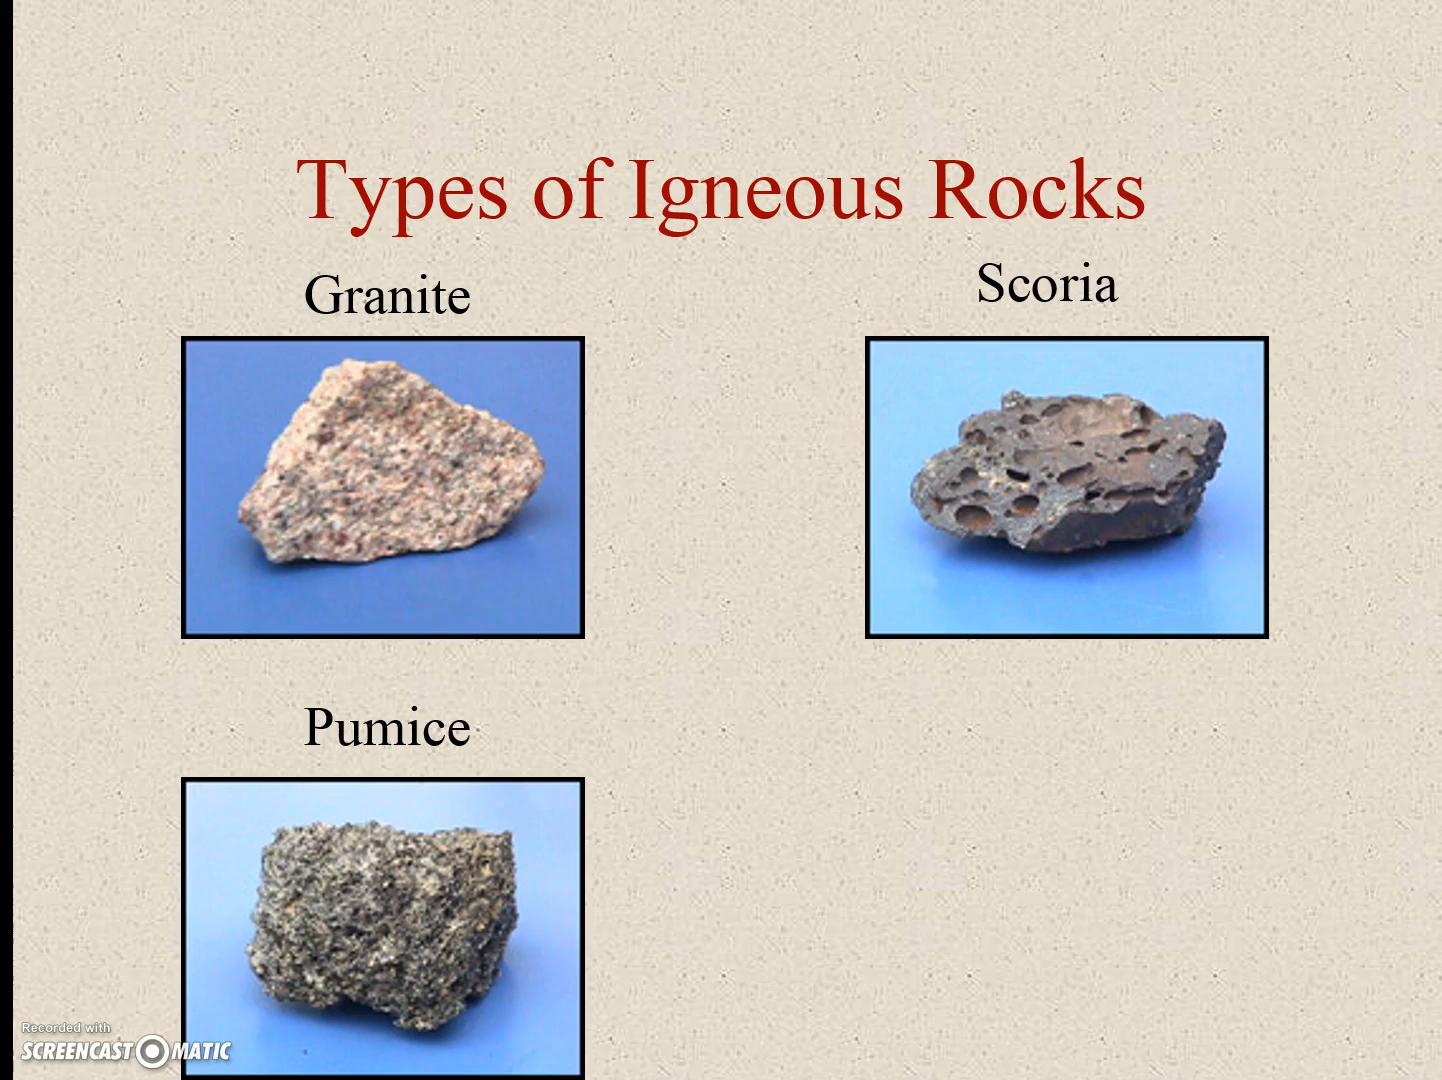 Types of Igneous Rocks
Granite
Scoria
Pumice
Recorded with
SCREENCAST MATIC